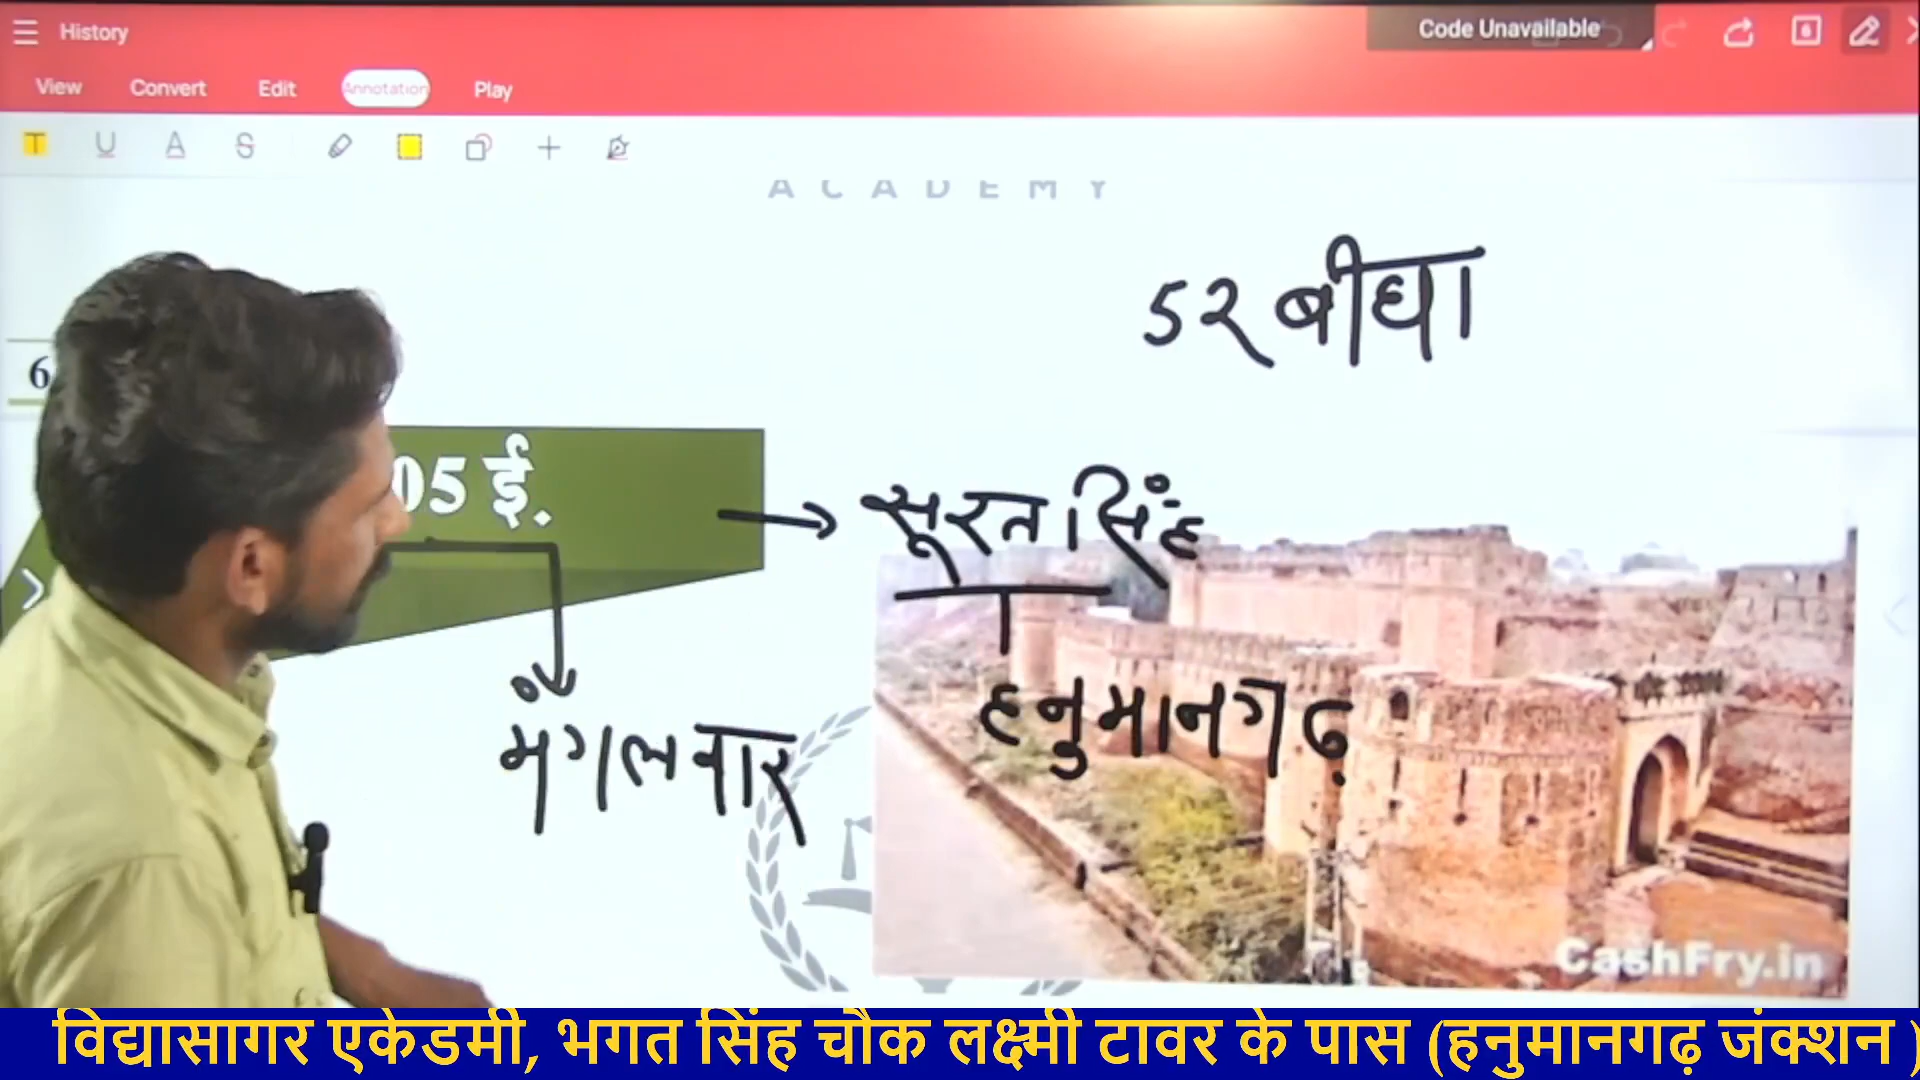 History
Code Unavailable
View Convert Edit Annotation Play
T U A S
ACADEMY
52 बीघा
6
05 ई.
सूरत सिंह
हनुमानगढ़
मंगलवार
CashFry.in
विद्यासागर एकेडमी, भगत सिंह चौक लक्ष्मी टावर के पास (हनुमानगढ़ जंक्शन )